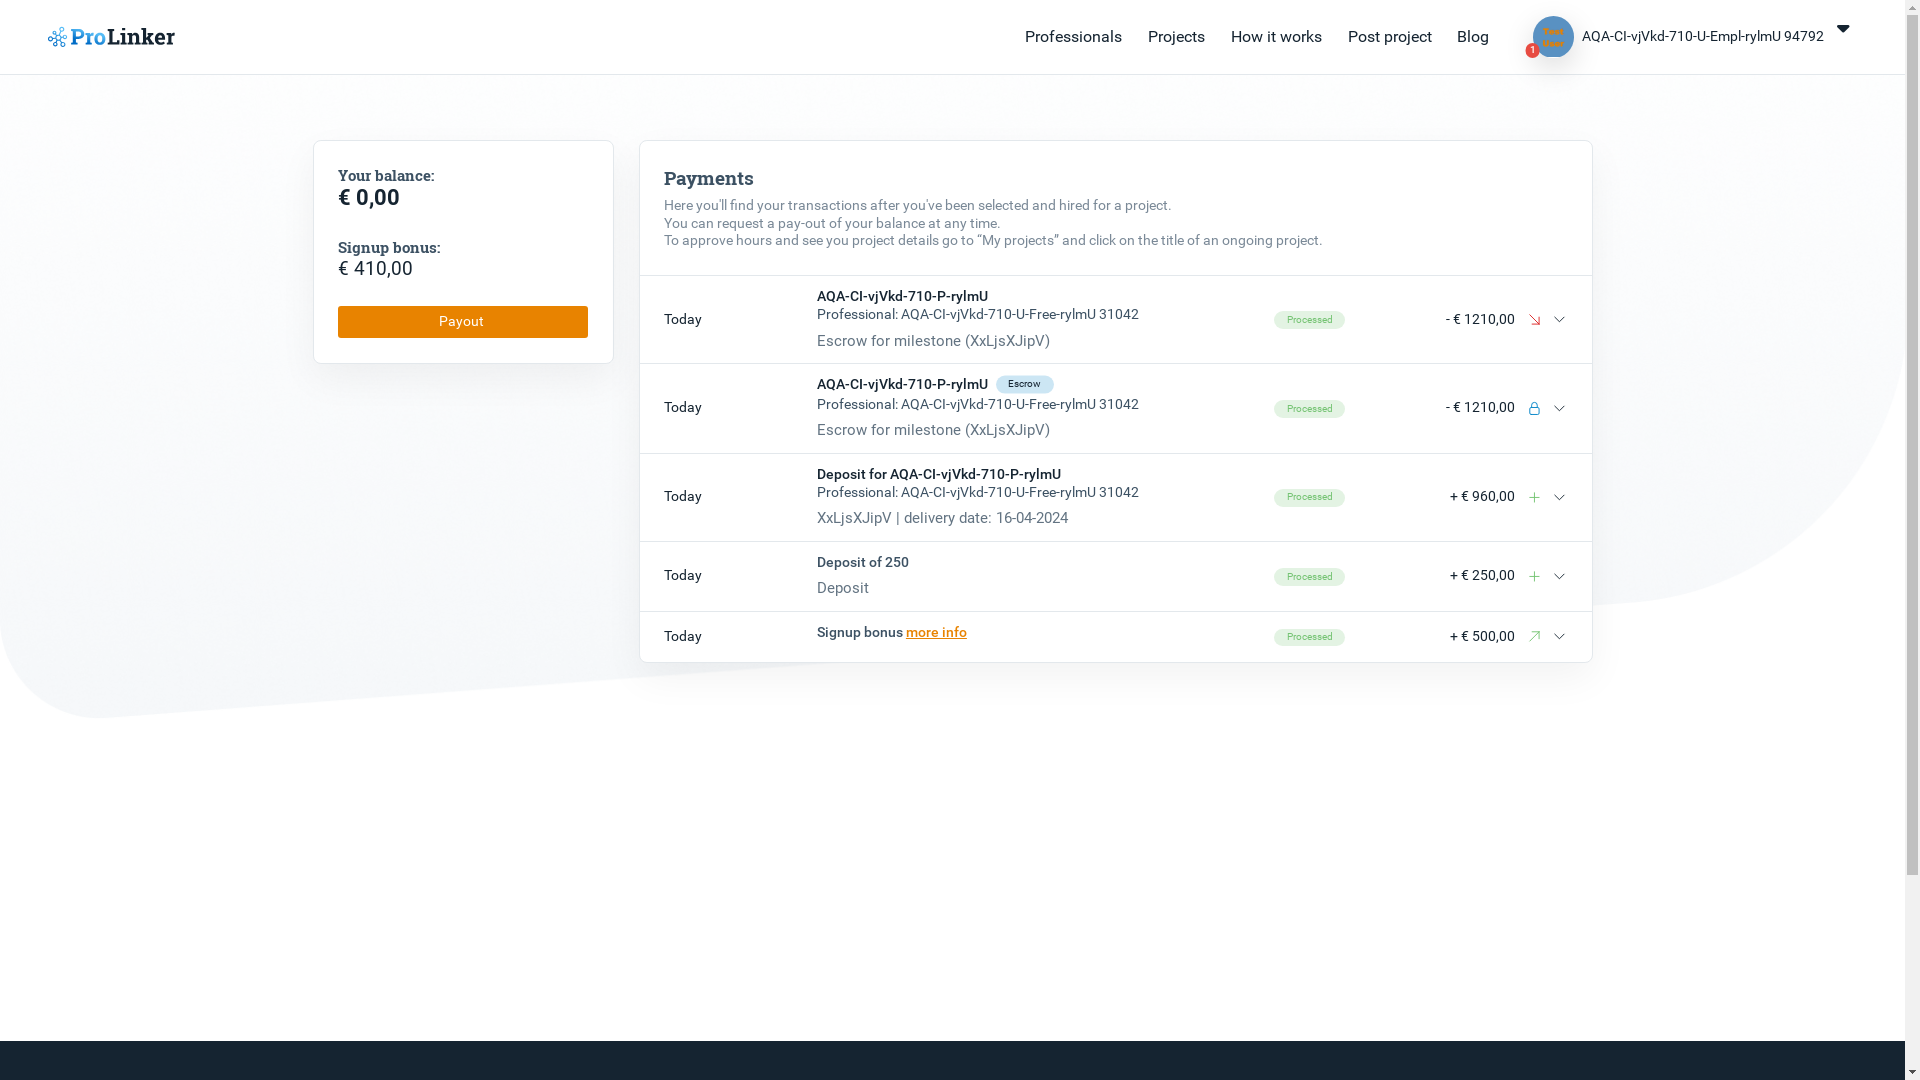 ProLinker
Professionals
Projects
How it works
Post project
Blog
Test
User
1
AQA-CI-vjVkd-710-U-Empl-rylmU 94792
Your balance:
€ 0,00
Signup bonus:
€ 410,00
Payout
Payments
Here you'll find your transactions after you've been selected and hired for a project.
You can request a pay-out of your balance at any time.
To approve hours and see you project details go to “My projects” and click on the title of an ongoing project.
Today
AQA-CI-vjVkd-710-P-rylmU
Professional: AQA-CI-vjVkd-710-U-Free-rylmU 31042
Escrow for milestone (XxLjsXJipV)
Processed
- € 1210,00
Today
AQA-CI-vjVkd-710-P-rylmU Escrow
Professional: AQA-CI-vjVkd-710-U-Free-rylmU 31042
Escrow for milestone (XxLjsXJipV)
Processed
- € 1210,00
Today
Deposit for AQA-CI-vjVkd-710-P-rylmU
Professional: AQA-CI-vjVkd-710-U-Free-rylmU 31042
XxLjsXJipV | delivery date: 16-04-2024
Processed
+ € 960,00
Today
Deposit of 250
Deposit
Processed
+ € 250,00
Today
Signup bonus more info
Processed
+ € 500,00